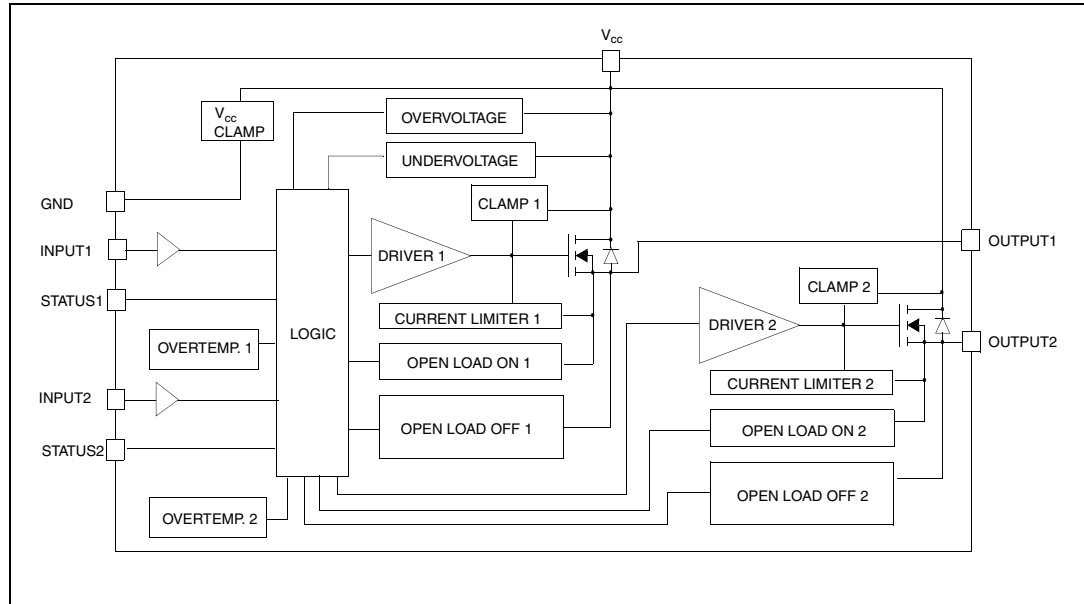 Vcc
Vcc
CLAMP
OVERVOLTAGE
UNDERVOLTAGE
GND
CLAMP 1
INPUT1
DRIVER 1
OUTPUT1
STATUS1
LOGIC
CURRENT LIMITER 1
CLAMP 2
DRIVER 2
OVERTEMP. 1
OPEN LOAD ON 1
OUTPUT2
CURRENT LIMITER 2
INPUT2
OPEN LOAD OFF 1
OPEN LOAD ON 2
STATUS2
OPEN LOAD OFF 2
OVERTEMP. 2